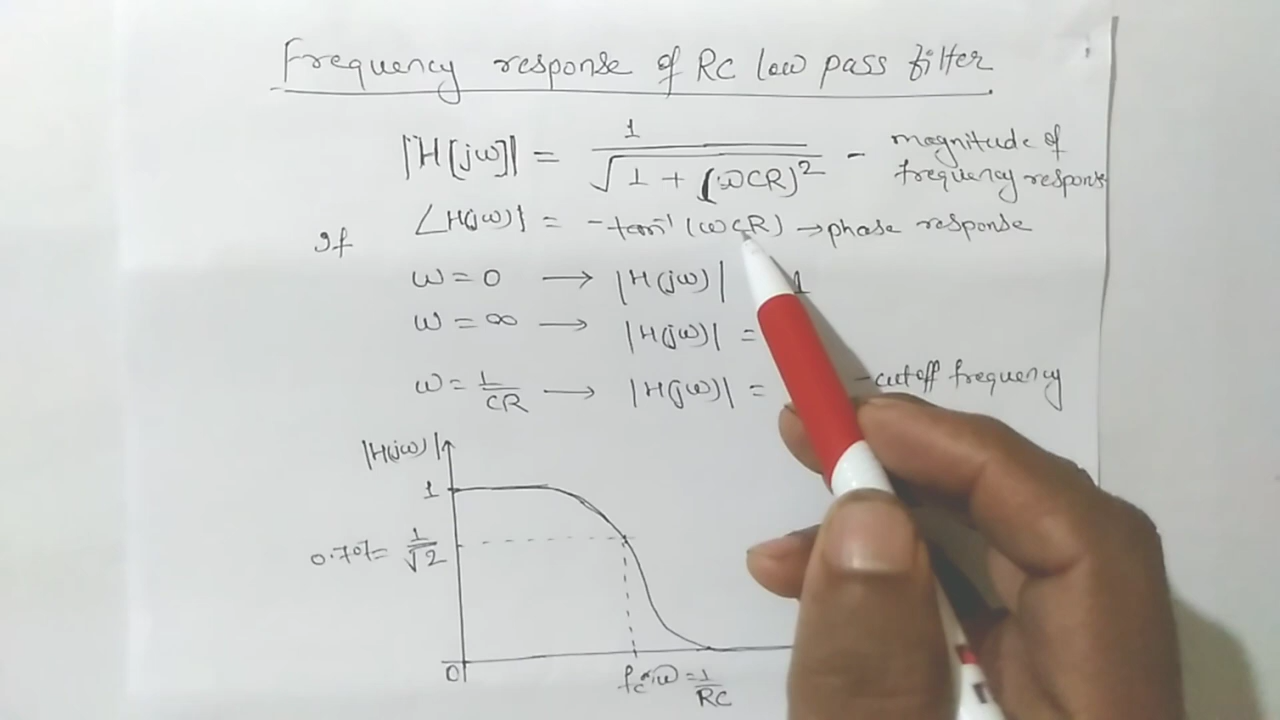 Frequency response of RC low pass filter
|H(jω)| = 1 / √(1 + (ωCR)²) - magnitude of frequency response
If
∠H(jω)| = -tan⁻¹(ωCR) → phase response
ω = 0 → |H(jω)| 1
ω = ∞ → |H(jω)| =
ω = 1/CR → |H(jω)| = - cutoff frequency
|H(jω)|
1
0.707 = 1/√2
0
fc ω = 1/RC